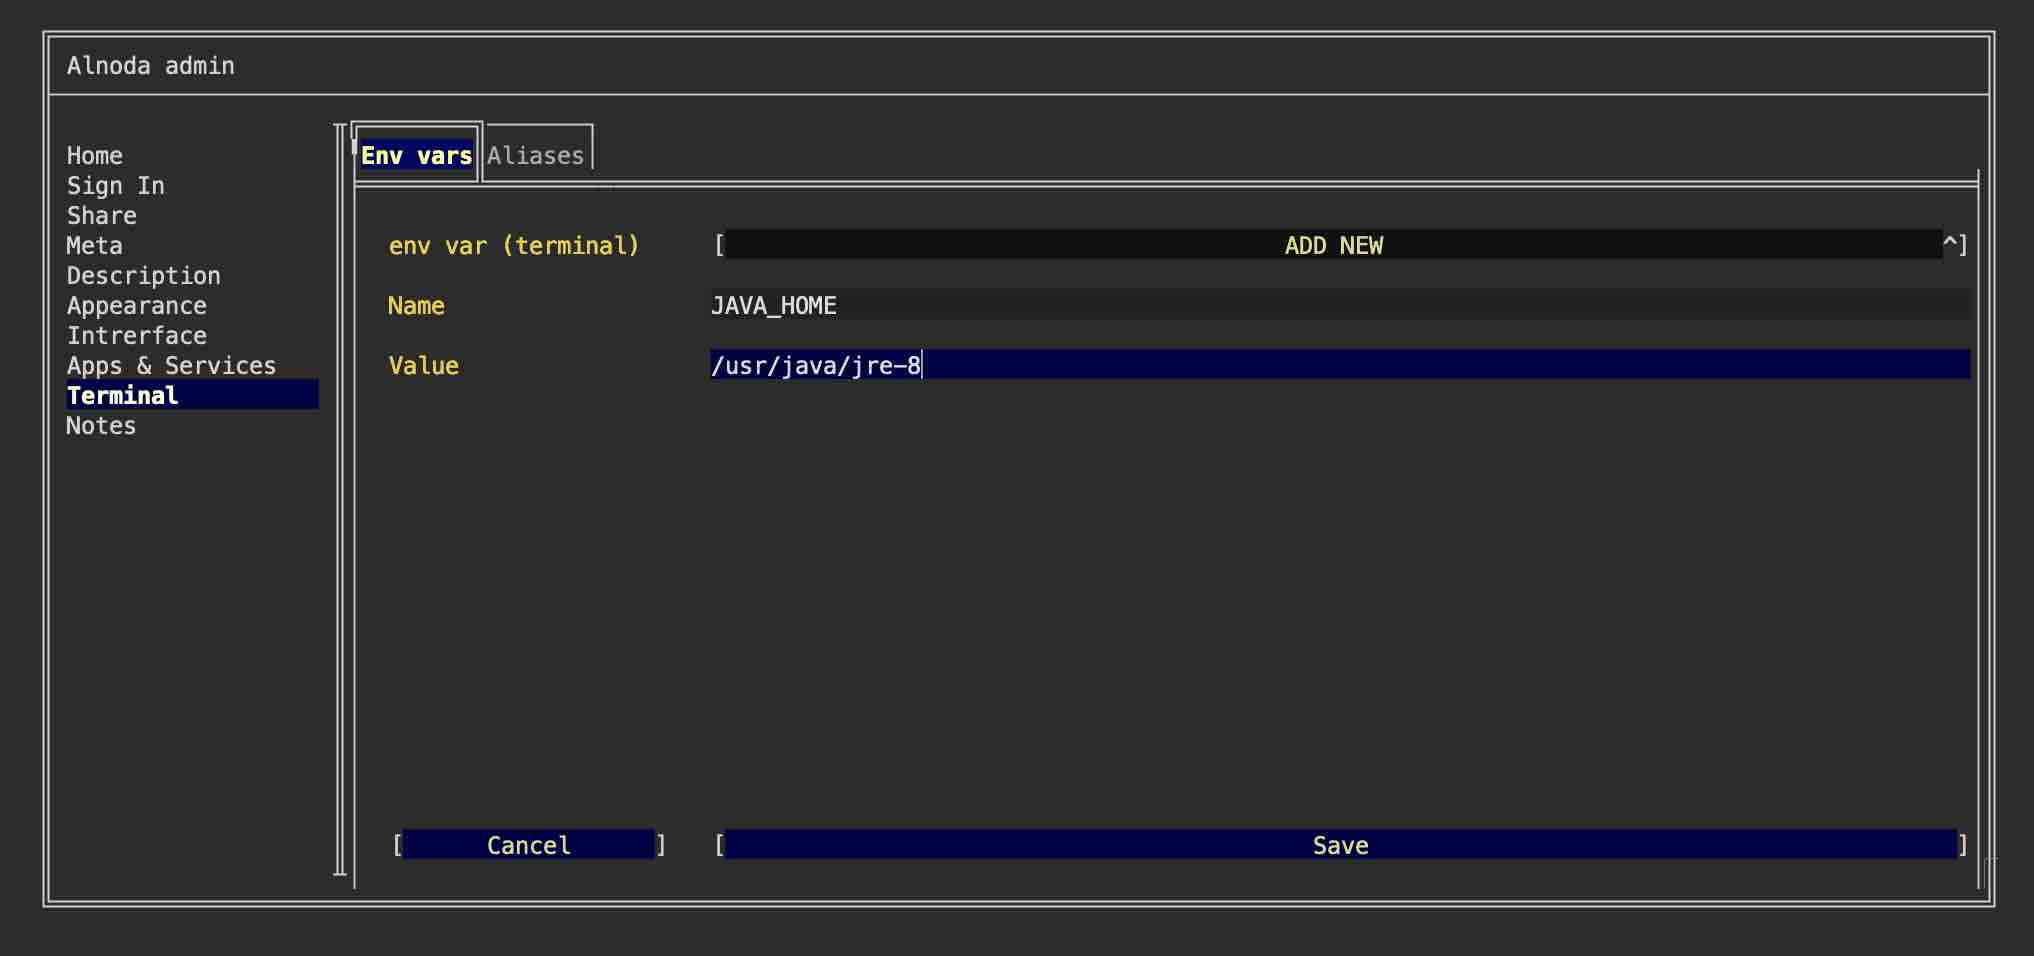 Alnoda admin
Home
Sign In
Share
Meta
Description
Appearance
Intrerface
Apps & Services
Terminal
Notes
Env vars Aliases
env var (terminal) [ ADD NEW ^]
Name JAVA_HOME
Value /usr/java/jre-8
[ Cancel ] [ Save ]